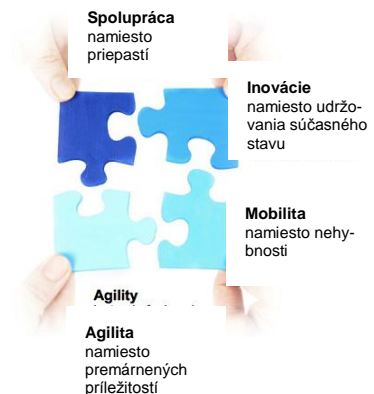 Spolupráca
namiesto
priepastí
Inovácie
namiesto udržo-
vania súčasného
stavu
Mobilita
namiesto nehy-
bnosti
Agility
Agilita
namiesto
premárnených
príležitostí